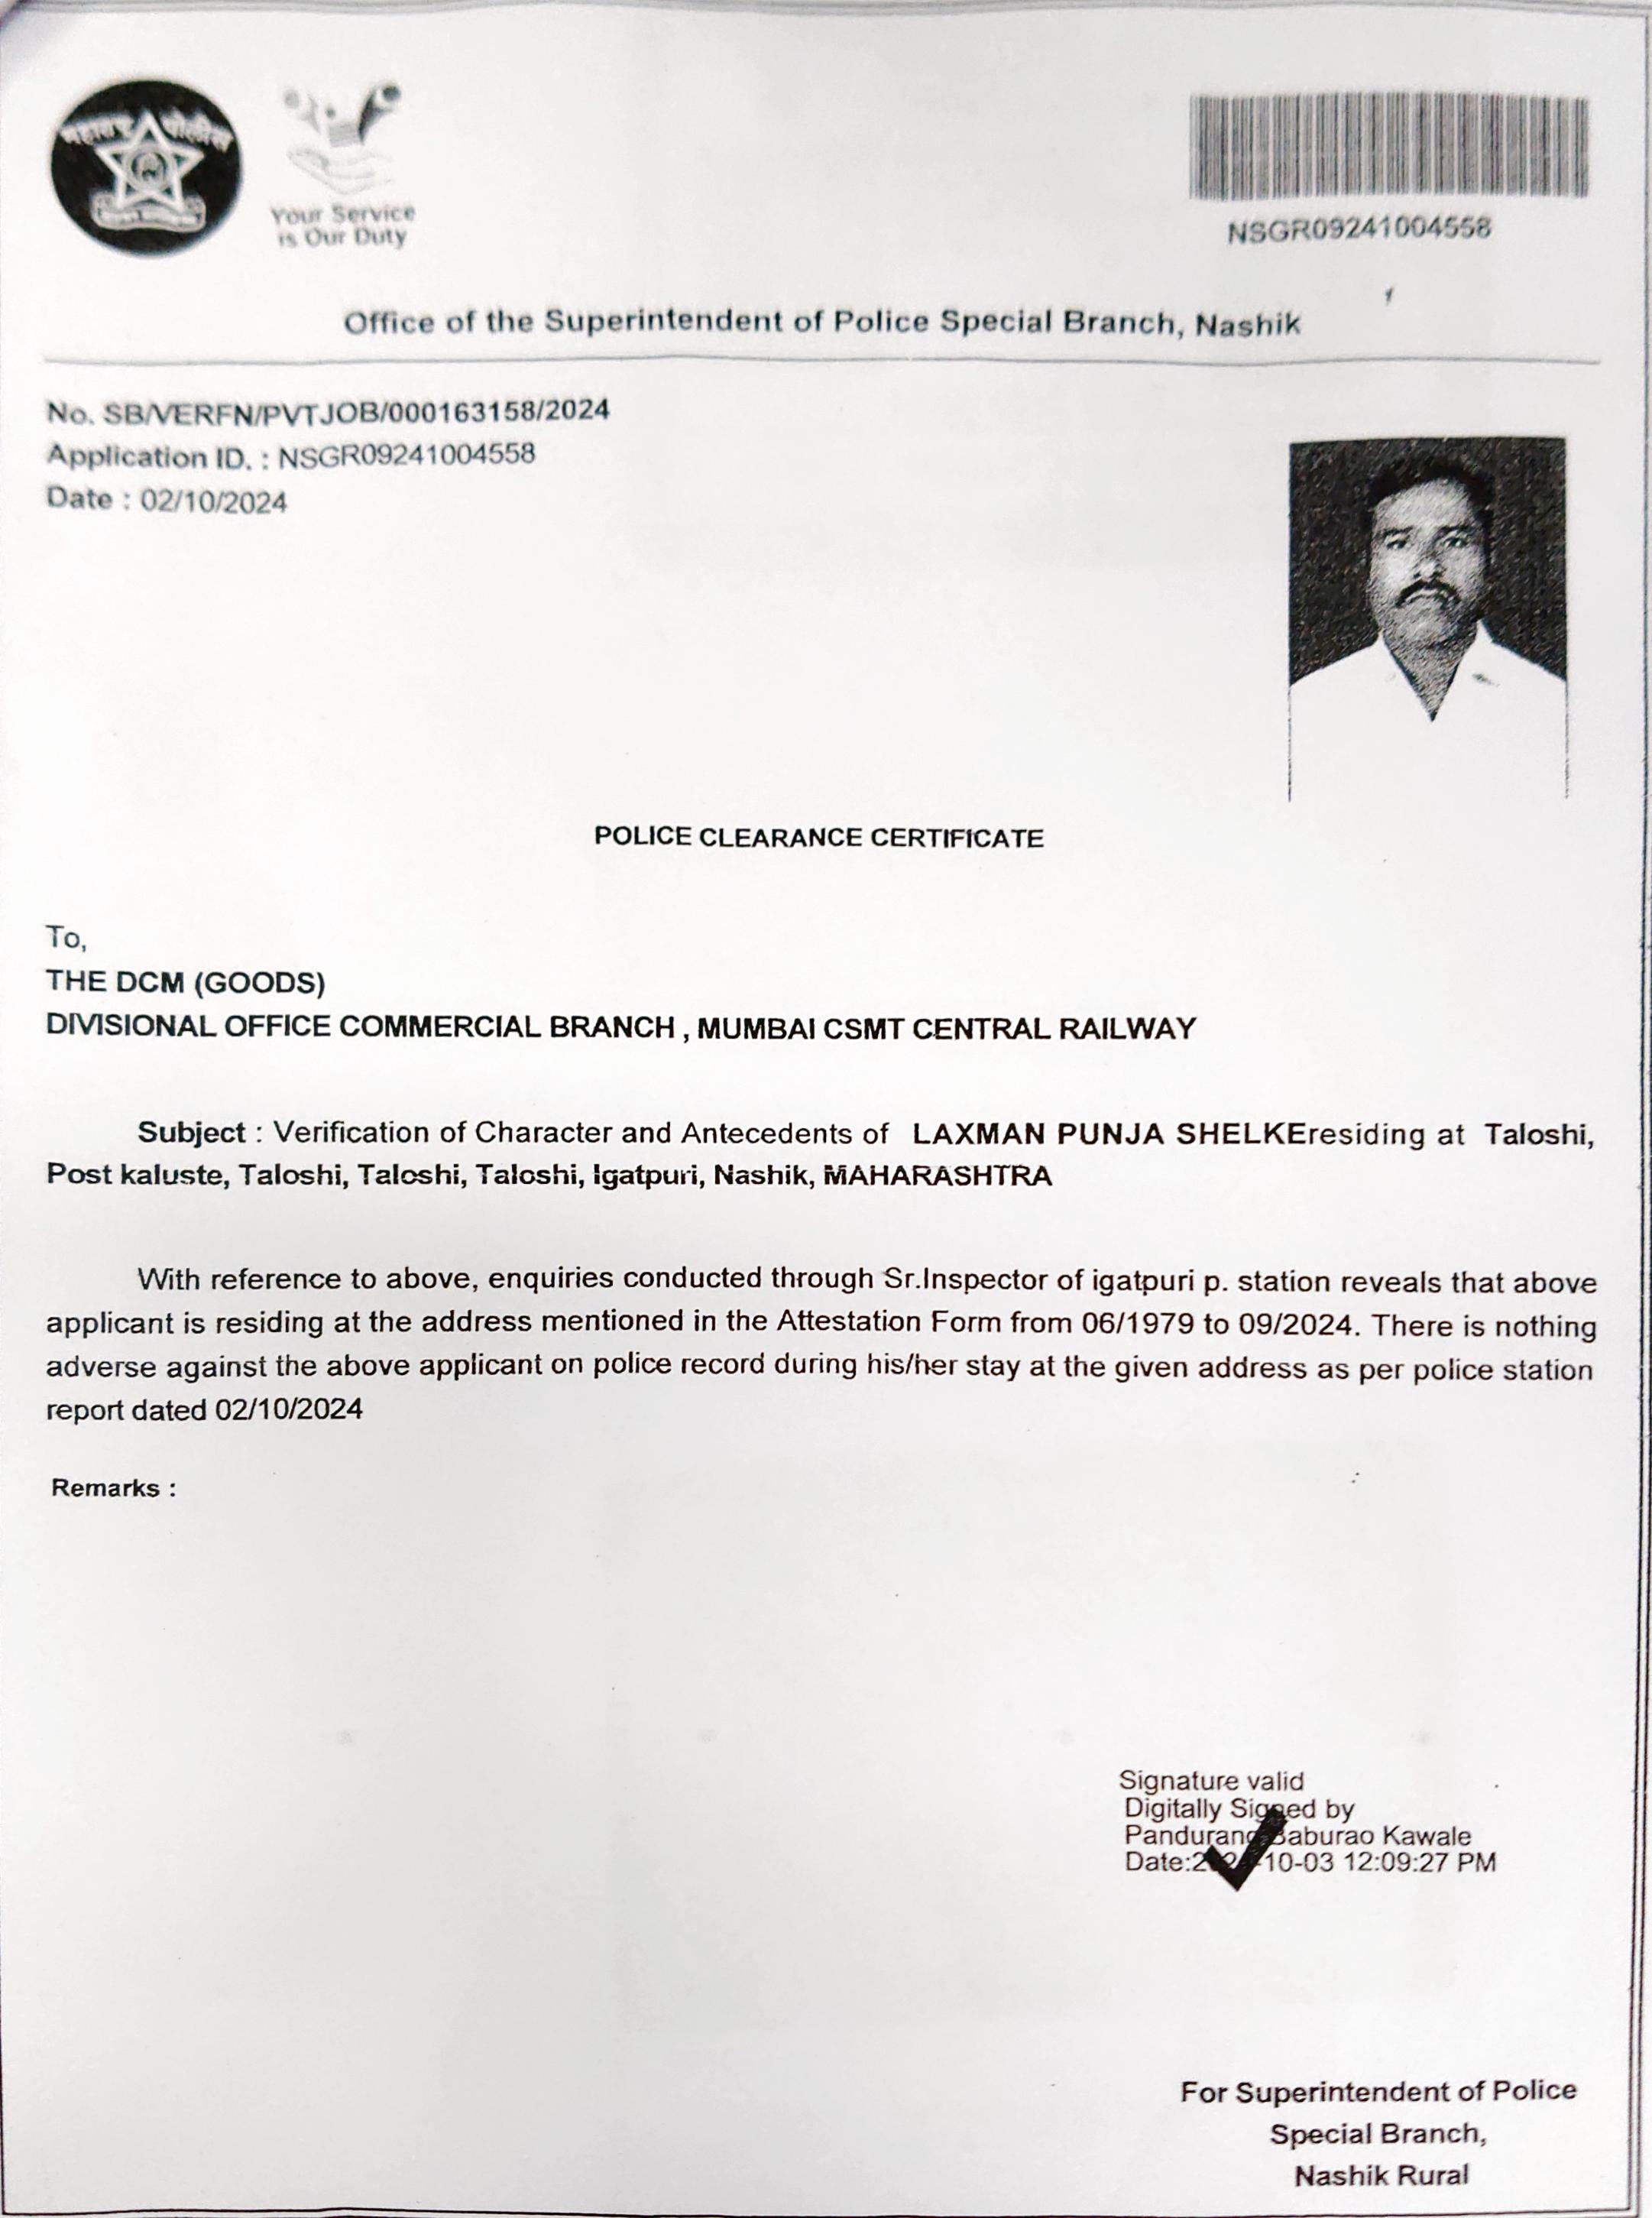 महाराष्ट्र पोलीस
Your Service
is Our Duty
NSGR09241004558
Office of the Superintendent of Police Special Branch, Nashik
No. SB/VERFN/PVTJOB/000163158/2024
Application ID. : NSGR09241004558
Date : 02/10/2024
POLICE CLEARANCE CERTIFICATE
To,
THE DCM (GOODS)
DIVISIONAL OFFICE COMMERCIAL BRANCH , MUMBAI CSMT CENTRAL RAILWAY
Subject : Verification of Character and Antecedents of LAXMAN PUNJA SHELKEresiding at Taloshi,
Post kaluste, Taloshi, Taloshi, Taloshi, Igatpuri, Nashik, MAHARASHTRA
With reference to above, enquiries conducted through Sr.Inspector of igatpuri p. station reveals that above
applicant is residing at the address mentioned in the Attestation Form from 06/1979 to 09/2024. There is nothing
adverse against the above applicant on police record during his/her stay at the given address as per police station
report dated 02/10/2024
Remarks :
Signature valid
Digitally Signed by
Pandurang Baburao Kawale
Date:2024-10-03 12:09:27 PM
For Superintendent of Police
Special Branch,
Nashik Rural